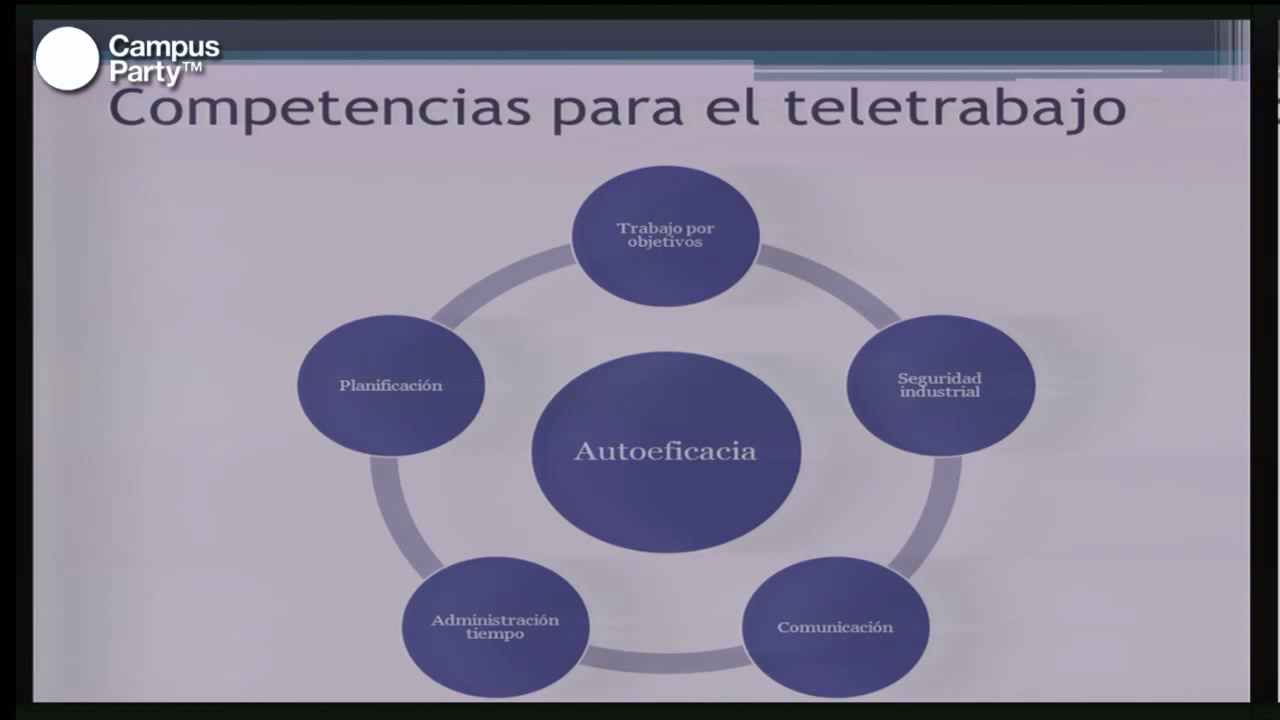 Campus
Party™
Competencias para el teletrabajo
Trabajo por
objetivos
Planificación
Seguridad
industrial
Autoeficacia
Administración
tiempo
Comunicación